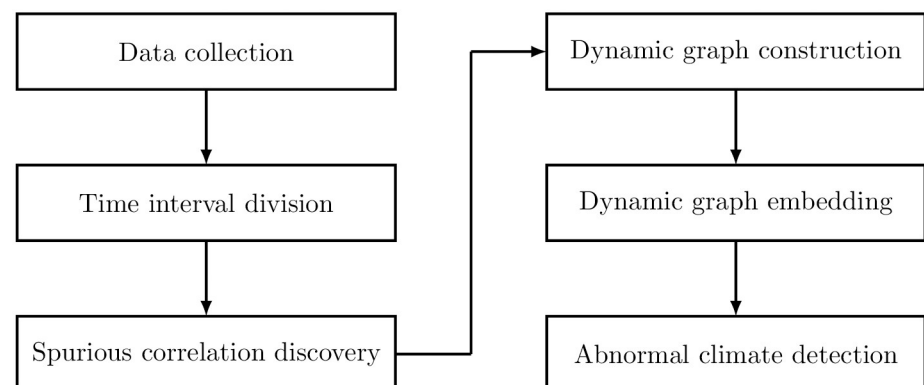 Data collection
Time interval division
Spurious correlation discovery
Dynamic graph construction
Dynamic graph embedding
Abnormal climate detection